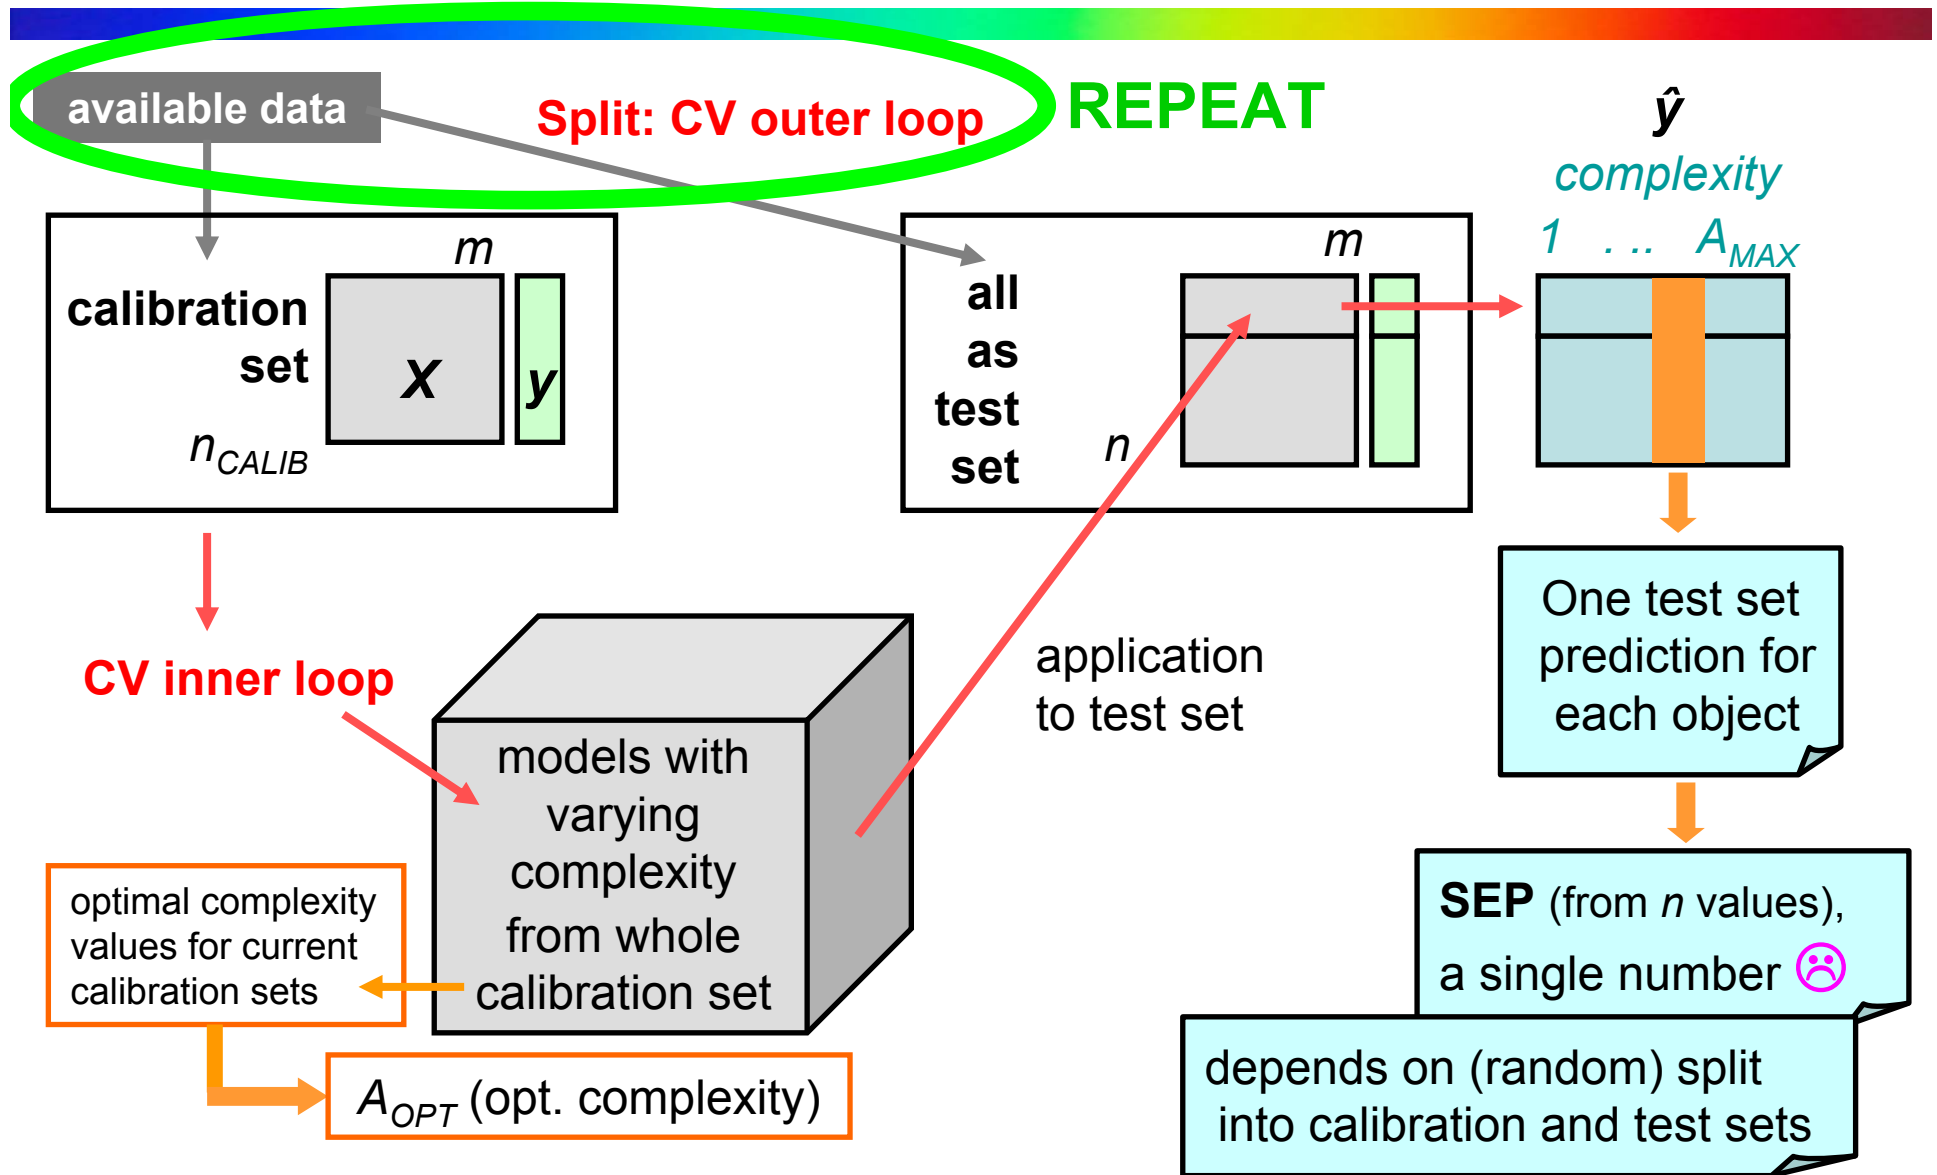 available data
Split: CV outer loop
REPEAT
ŷ
complexity
1 . .. A_MAX
calibration
set
m
X
y
n_CALIB
all
as
test
set
m
n
CV inner loop
models with
varying
complexity
from whole
calibration set
application
to test set
One test set
prediction for
each object
optimal complexity
values for current
calibration sets
A_OPT (opt. complexity)
SEP (from n values),
a single number ☹
depends on (random) split
into calibration and test sets